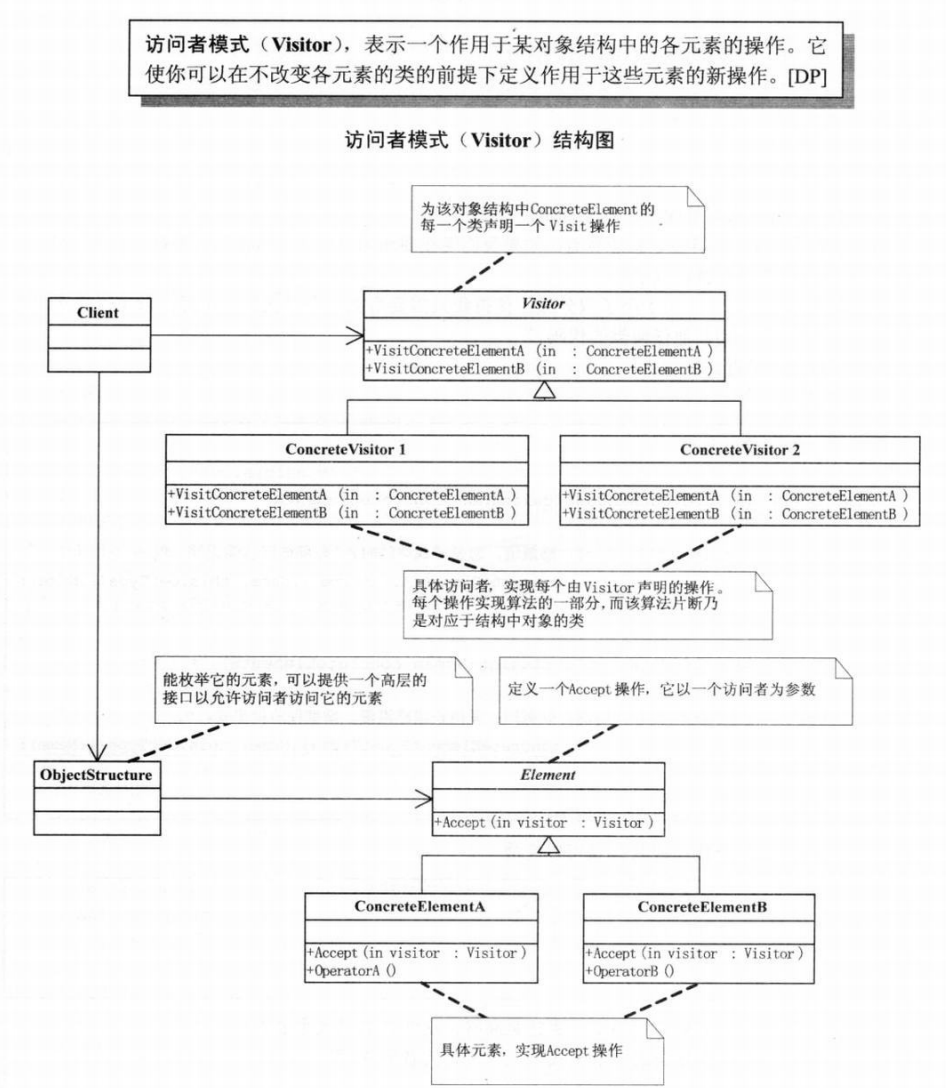 访问者模式（Visitor），表示一个作用于某对象结构中的各元素的操作。它
使你可以在不改变各元素的类的前提下定义作用于这些元素的新操作。[DP]
访问者模式（Visitor）结构图
为该对象结构中ConcreteElement的
每一个类声明一个 Visit 操作
Client
Visitor
+VisitConcreteElementA (in : ConcreteElementA )
+VisitConcreteElementB (in : ConcreteElementB )
ConcreteVisitor 1
+VisitConcreteElementA (in : ConcreteElementA )
+VisitConcreteElementB (in : ConcreteElementB )
ConcreteVisitor 2
+VisitConcreteElementA (in : ConcreteElementA )
+VisitConcreteElementB (in : ConcreteElementB )
具体访问者，实现每个由Visitor 声明的操作。
每个操作实现算法的一部分，而该算法片断乃
是对应于结构中对象的类
能枚举它的元素，可以提供一个高层的
接口以允许访问者访问它的元素
定义一个Accept 操作，它以一个访问者为参数
ObjectStructure
Element
+Accept (in visitor : Visitor )
ConcreteElementA
+Accept (in visitor : Visitor )
+OperatorA ()
ConcreteElementB
+Accept (in visitor : Visitor )
+OperatorB ()
具体元素，实现Accept 操作